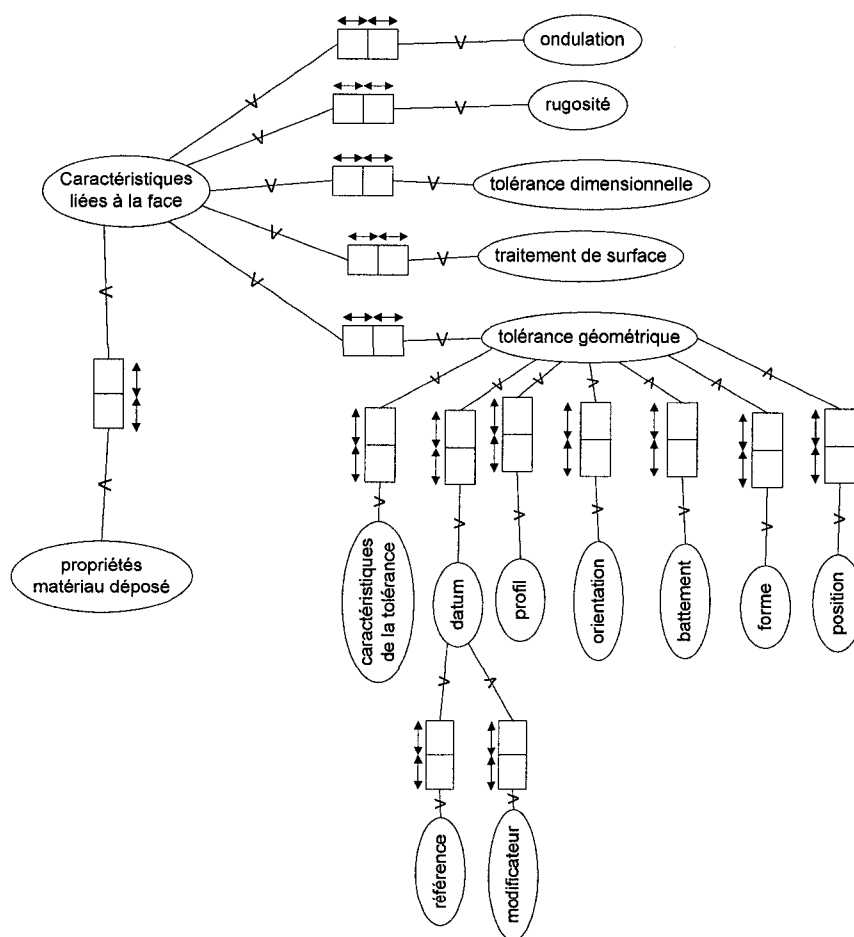 ondulation
rugosité
Caractéristiques
liées à la face
tolérance dimensionnelle
traitement de surface
tolérance géométrique
propriétés
matériau déposé
caractéristiques
de la tolérance
datum
profil
orientation
battement
forme
position
référence
modificateur